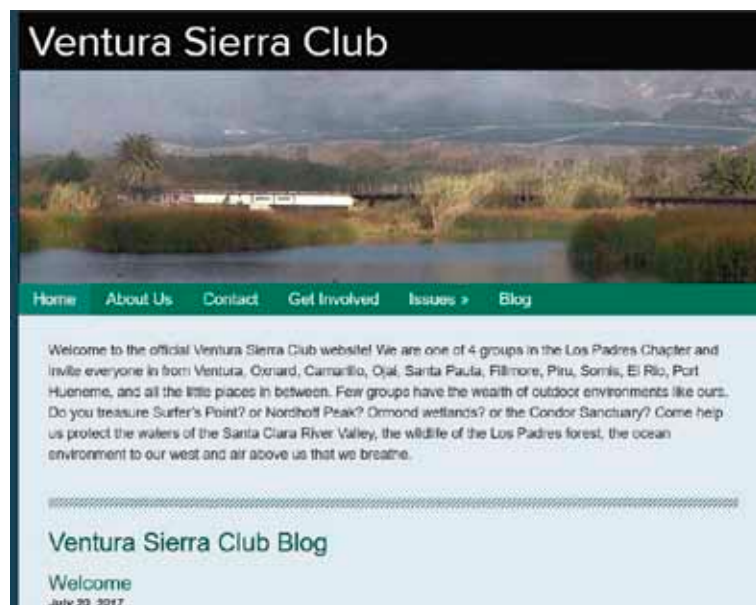 Ventura Sierra Club
Home About Us Contact Get Involved Issues » Blog
Welcome to the official Ventura Sierra Club website! We are one of 4 groups in the Los Padres Chapter and
invite everyone in from Ventura, Oxnard, Camarillo, Ojai, Santa Paula, Fillmore, Piru, Somis, El Rio, Port
Hueneme, and all the little places in between. Few groups have the wealth of outdoor environments like ours.
Do you treasure Surfer's Point? or Nordhoff Peak? Ormond wetlands? or the Condor Sanctuary? Come help
us protect the waters of the Santa Clara River Valley, the wildlife of the Los Padres forest, the ocean
environment to our west and air above us that we breathe.
Ventura Sierra Club Blog
Welcome
July 20, 2017